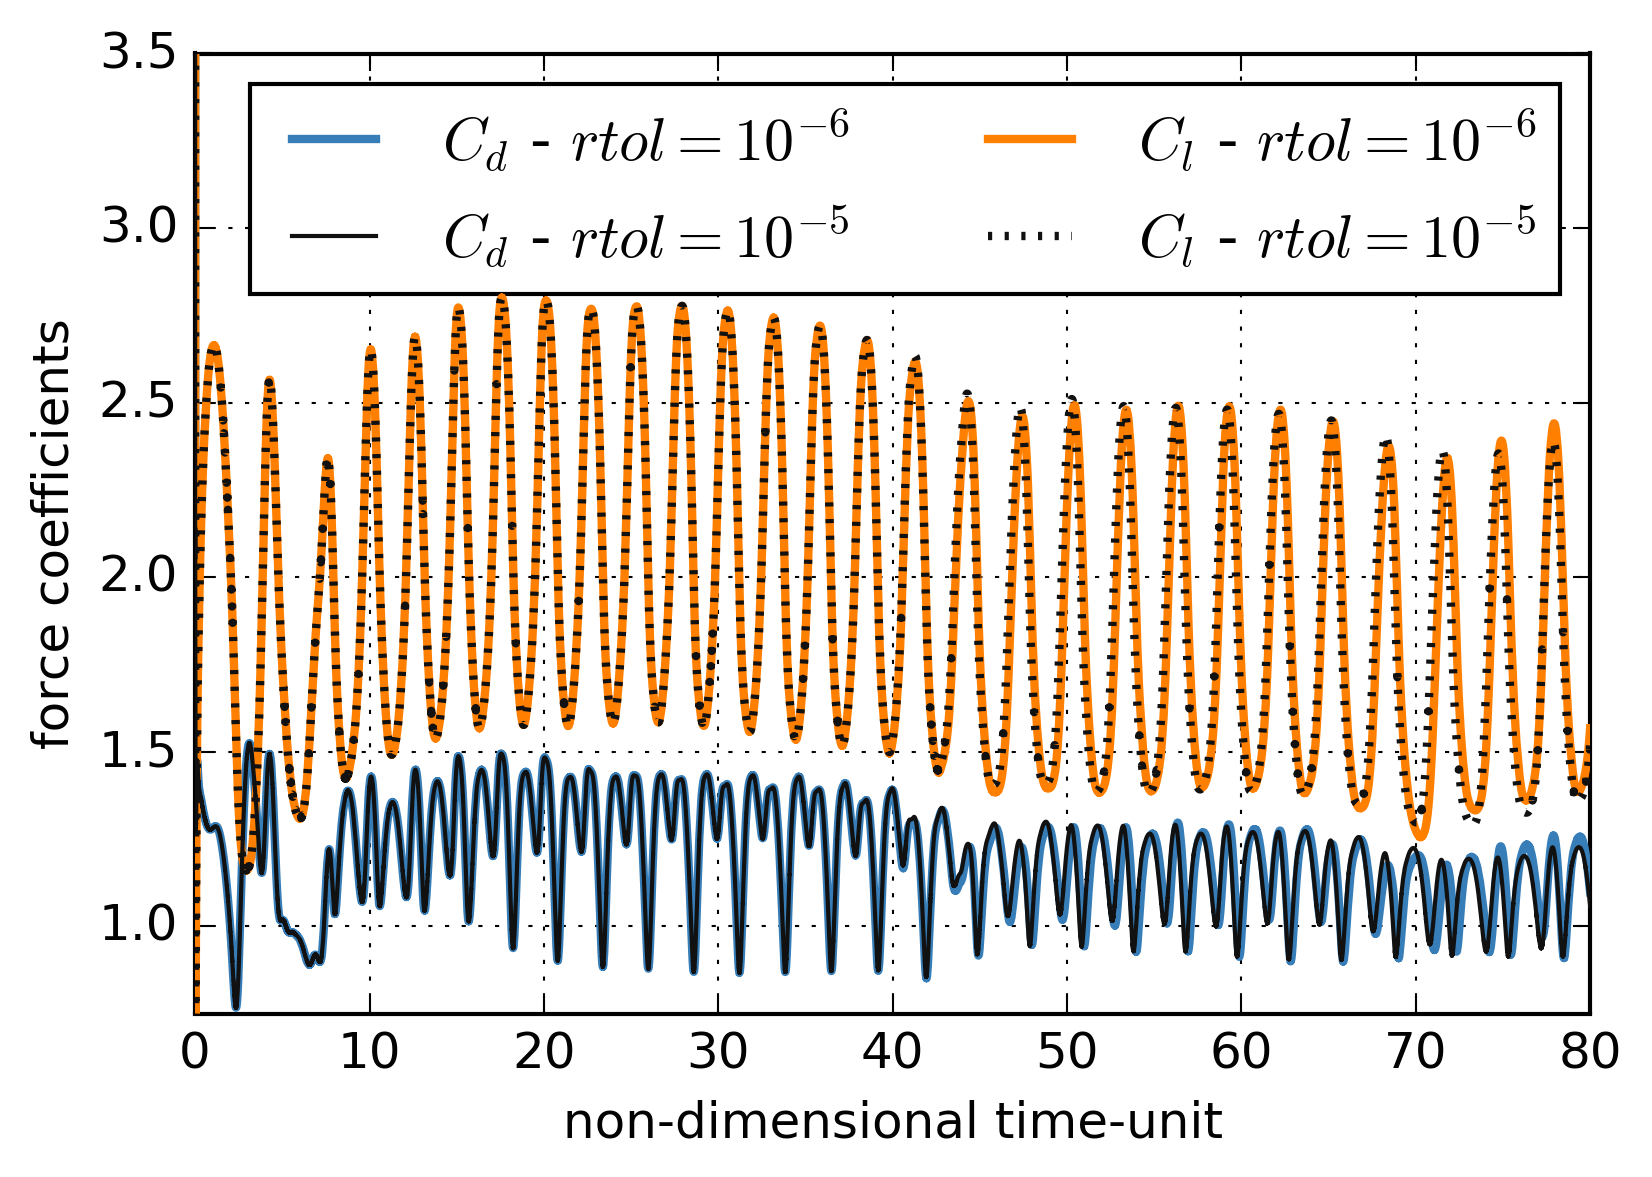 3.5
3.0
2.5
2.0
1.5
1.0
force coefficients
C_d - rtol = 10^{-6}
C_l - rtol = 10^{-6}
C_d - rtol = 10^{-5}
C_l - rtol = 10^{-5}
0 10 20 30 40 50 60 70 80
non-dimensional time-unit